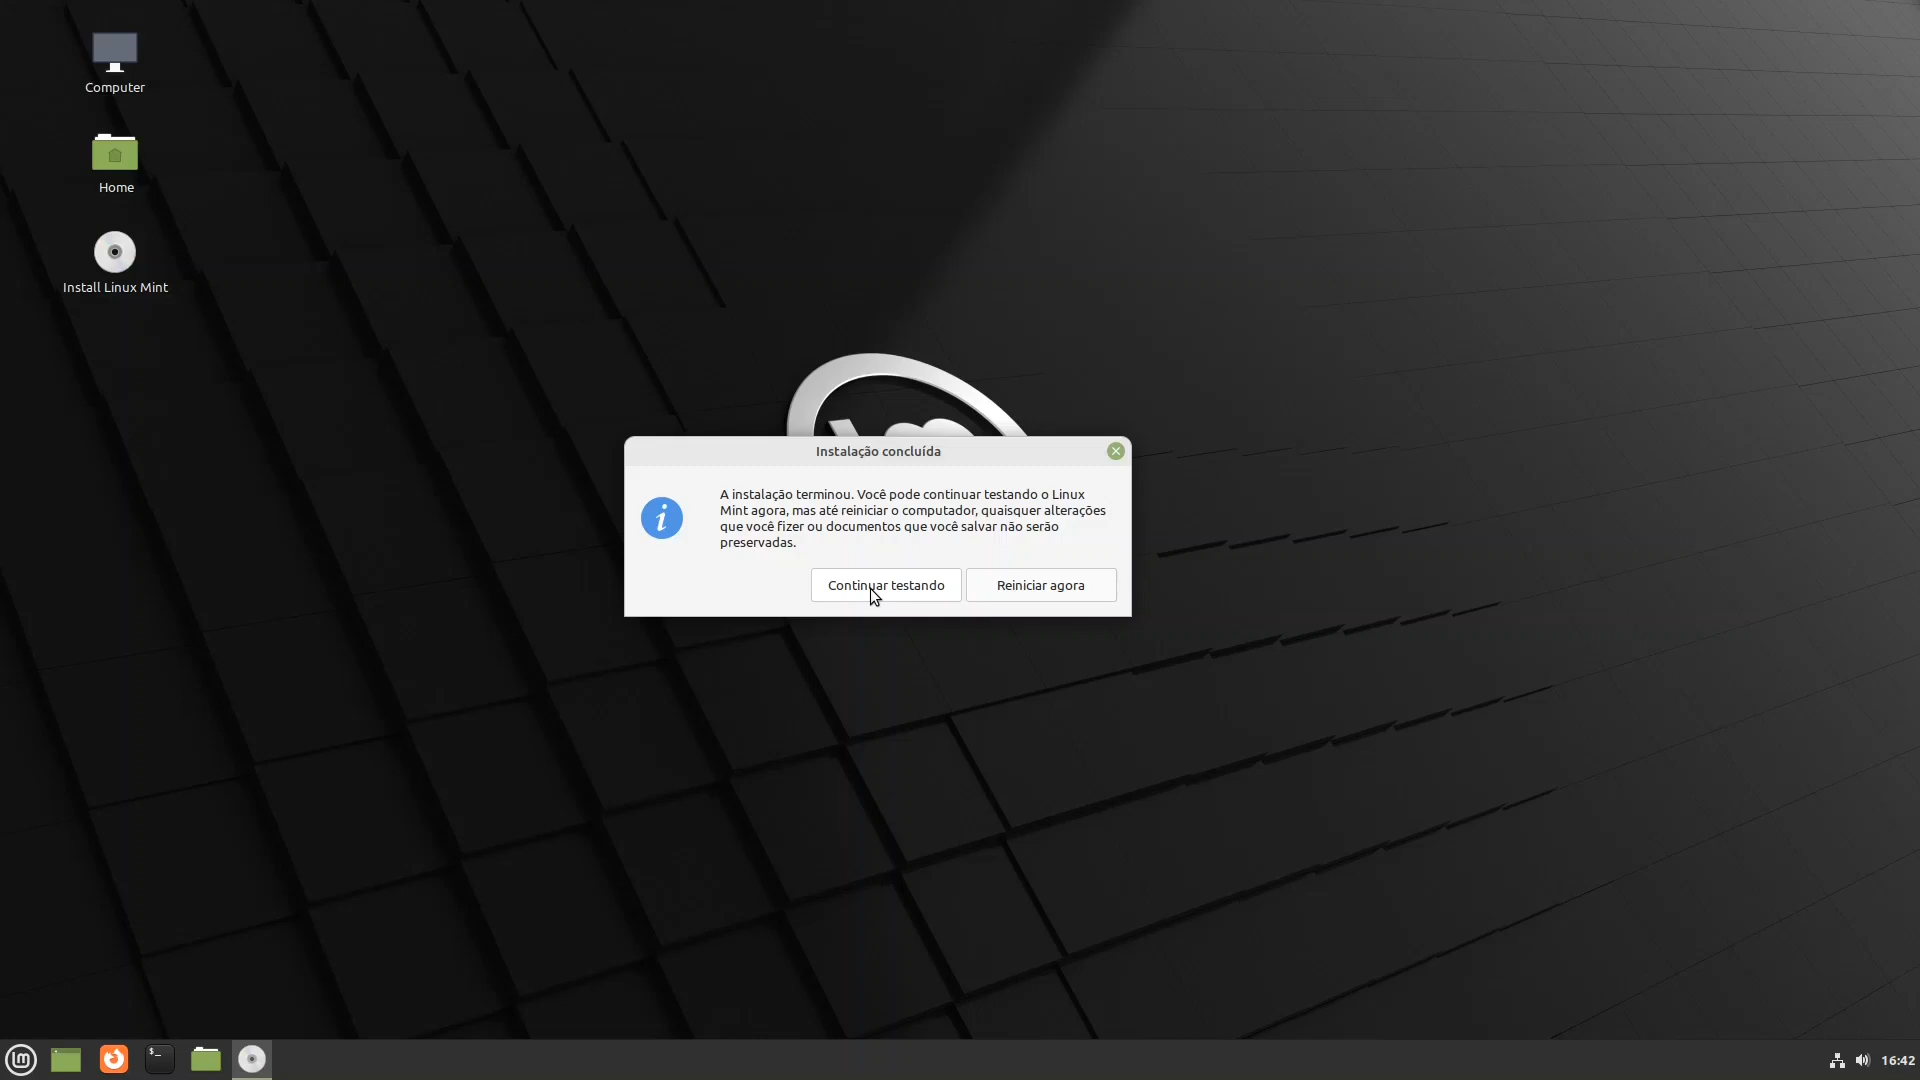 Computer
Home
Install Linux Mint
Instalação concluída
A instalação terminou. Você pode continuar testando o Linux
Mint agora, mas até reiniciar o computador, quaisquer alterações
que você fizer ou documentos que você salvar não serão
preservadas.
Continuar testando
Reiniciar agora
16:42